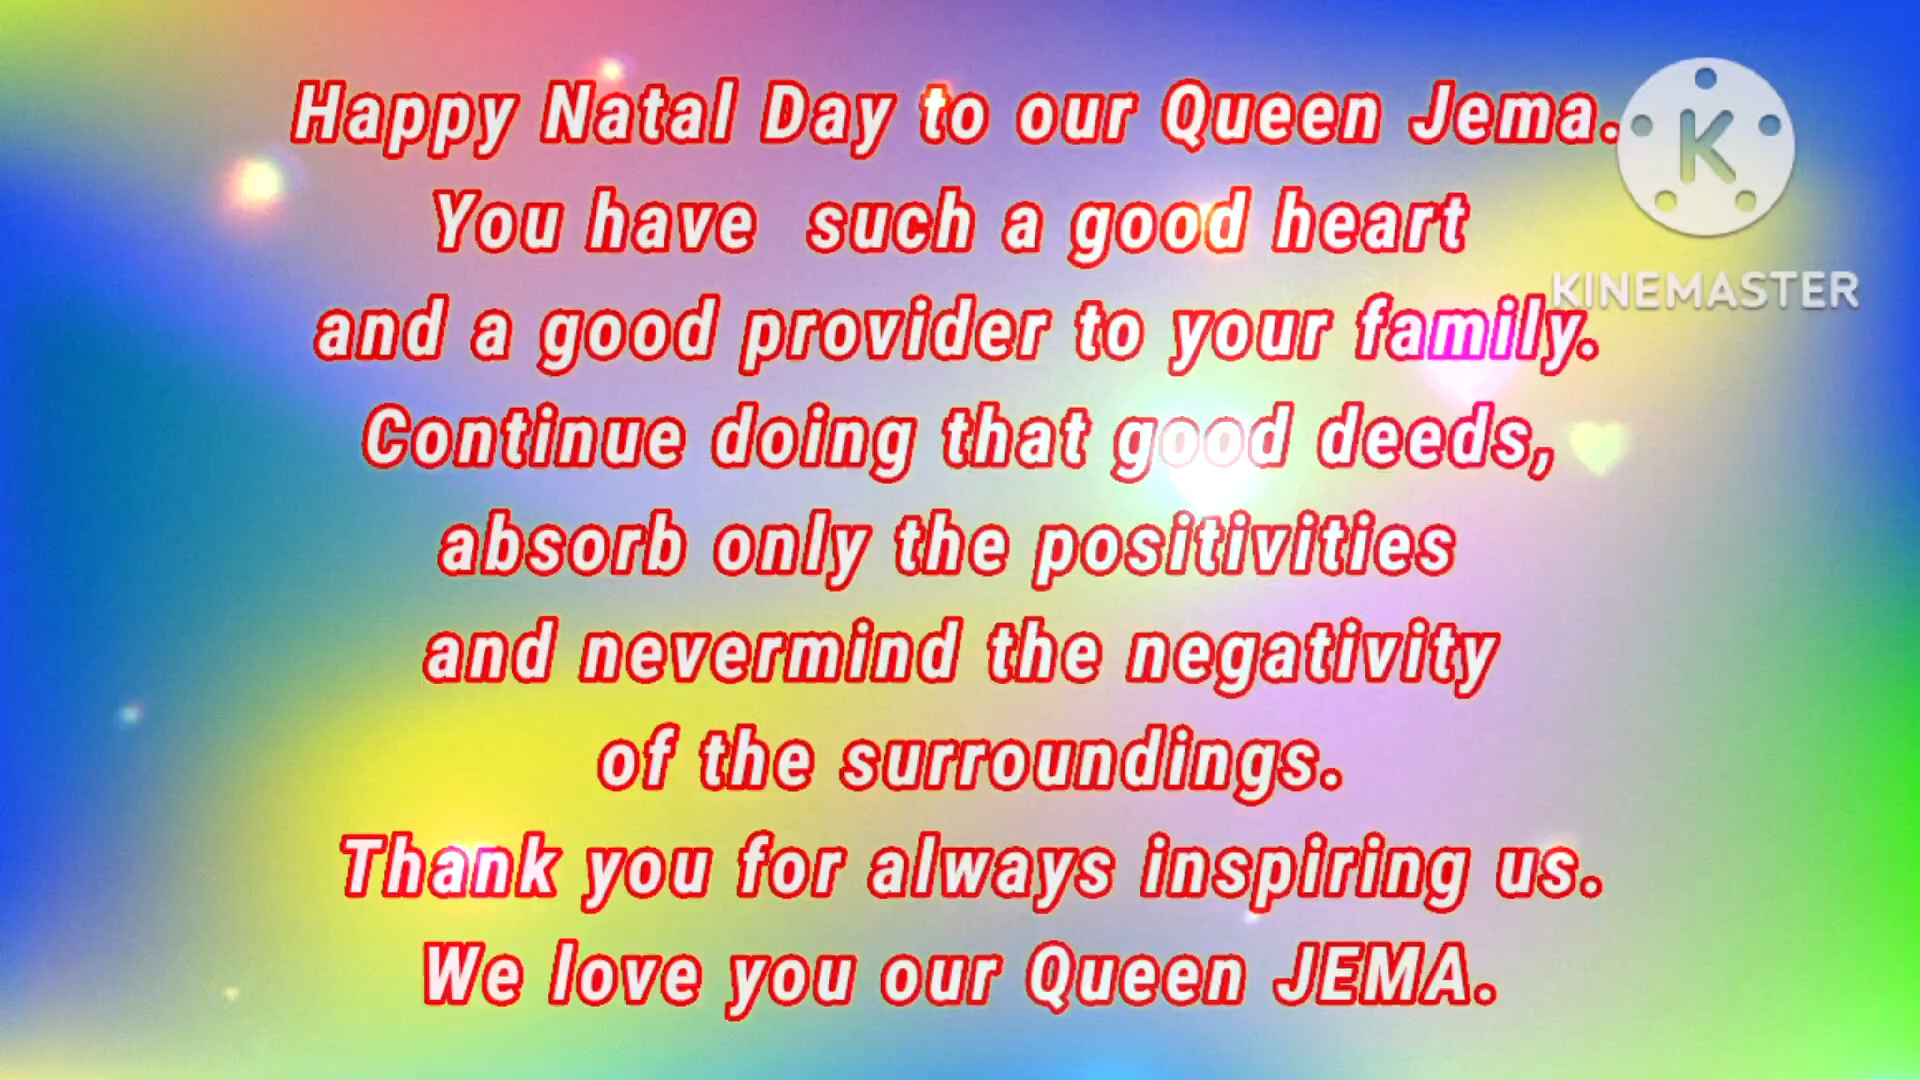 Happy Natal Day to our Queen Jema.
You have such a good heart
and a good provider to your family.
Continue doing that good deeds,
absorb only the positivities
and nevermind the negativity
of the surroundings.
Thank you for always inspiring us.
We love you our Queen JEMA.
K
KINEMASTER